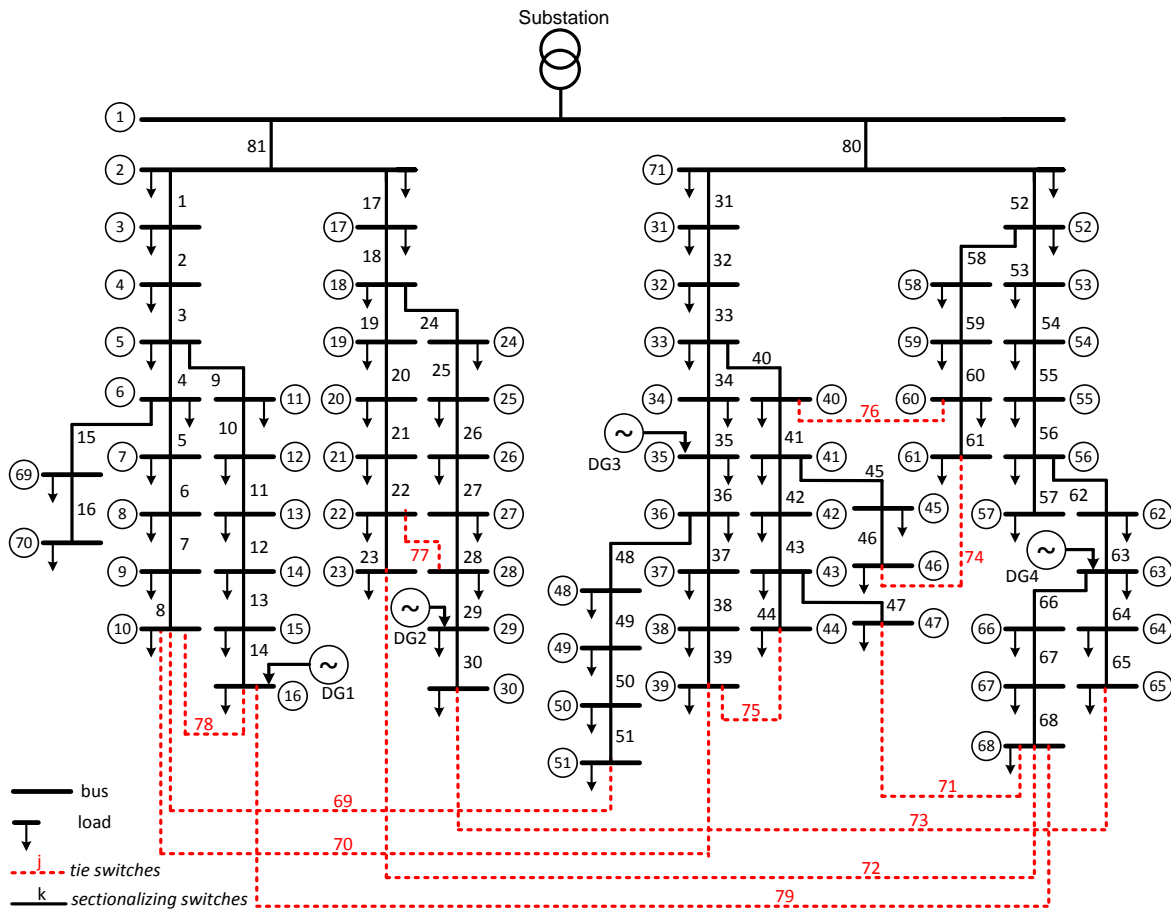 Substation
1
81 80
2 71
1 17 31 52
3 17 31 52
2 18 32 58 53
4 18 32 58 53
3 19 24 33 59 54
5 19 24 33 59 54
4 9 20 25 34 40 60 55
6 11 20 25 34 40 76 60 55
15 5 10 21 26 35 41 61 56
7 12 21 26 DG3 35 41 61 56
69 6 11 22 27 36 42 45 57 62
16 8 13 22 27 36 42 45 57 62
70 7 12 23 77 28 48 37 43 46 74 63
9 14 23 28 48 37 43 46 DG4 63
8 13 DG2 29 49 38 44 47 66 64
10 15 29 49 38 44 47 66 64
14 30 50 39 67 65
78 16 DG1 30 50 39 75 67 65
51 68
51 68
bus
69 71
load
73
70
j tie switches
72
k sectionalizing switches
79
~
~
~
~